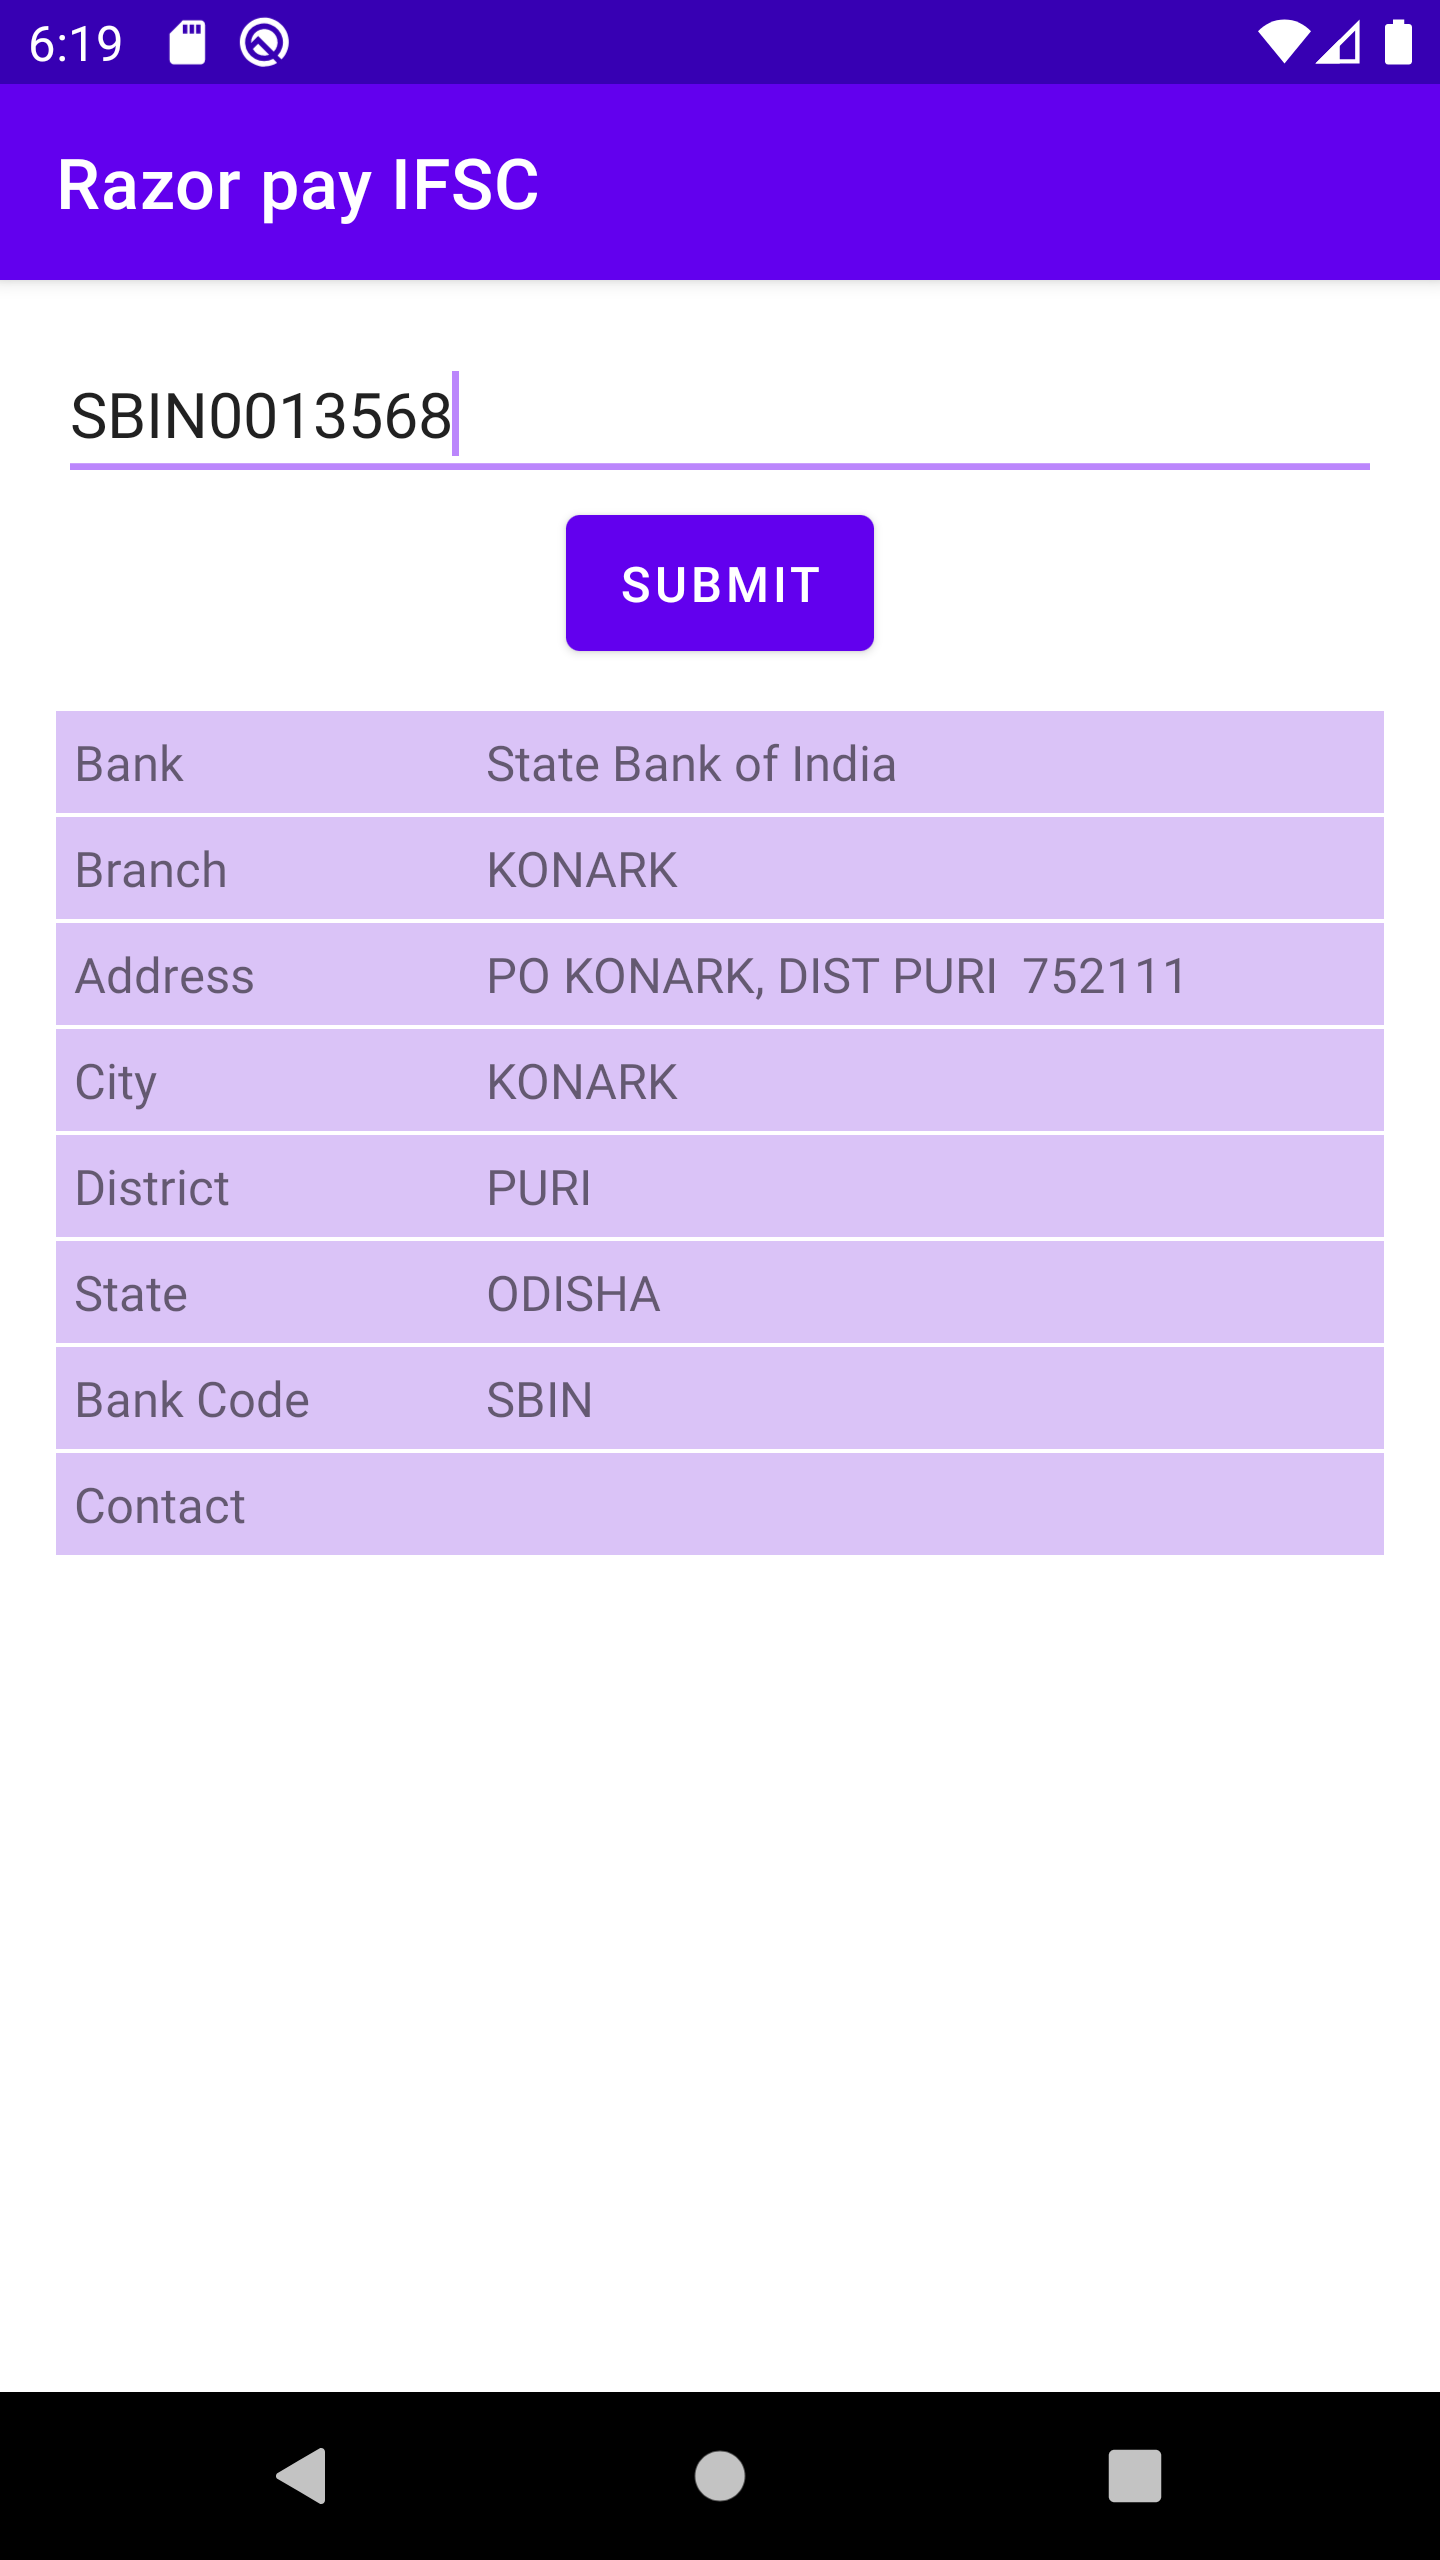 6:19
Razor pay IFSC
SBIN0013568
SUBMIT
Bank State Bank of India
Branch KONARK
Address PO KONARK, DIST PURI  752111
City KONARK
District PURI
State ODISHA
Bank Code SBIN
Contact